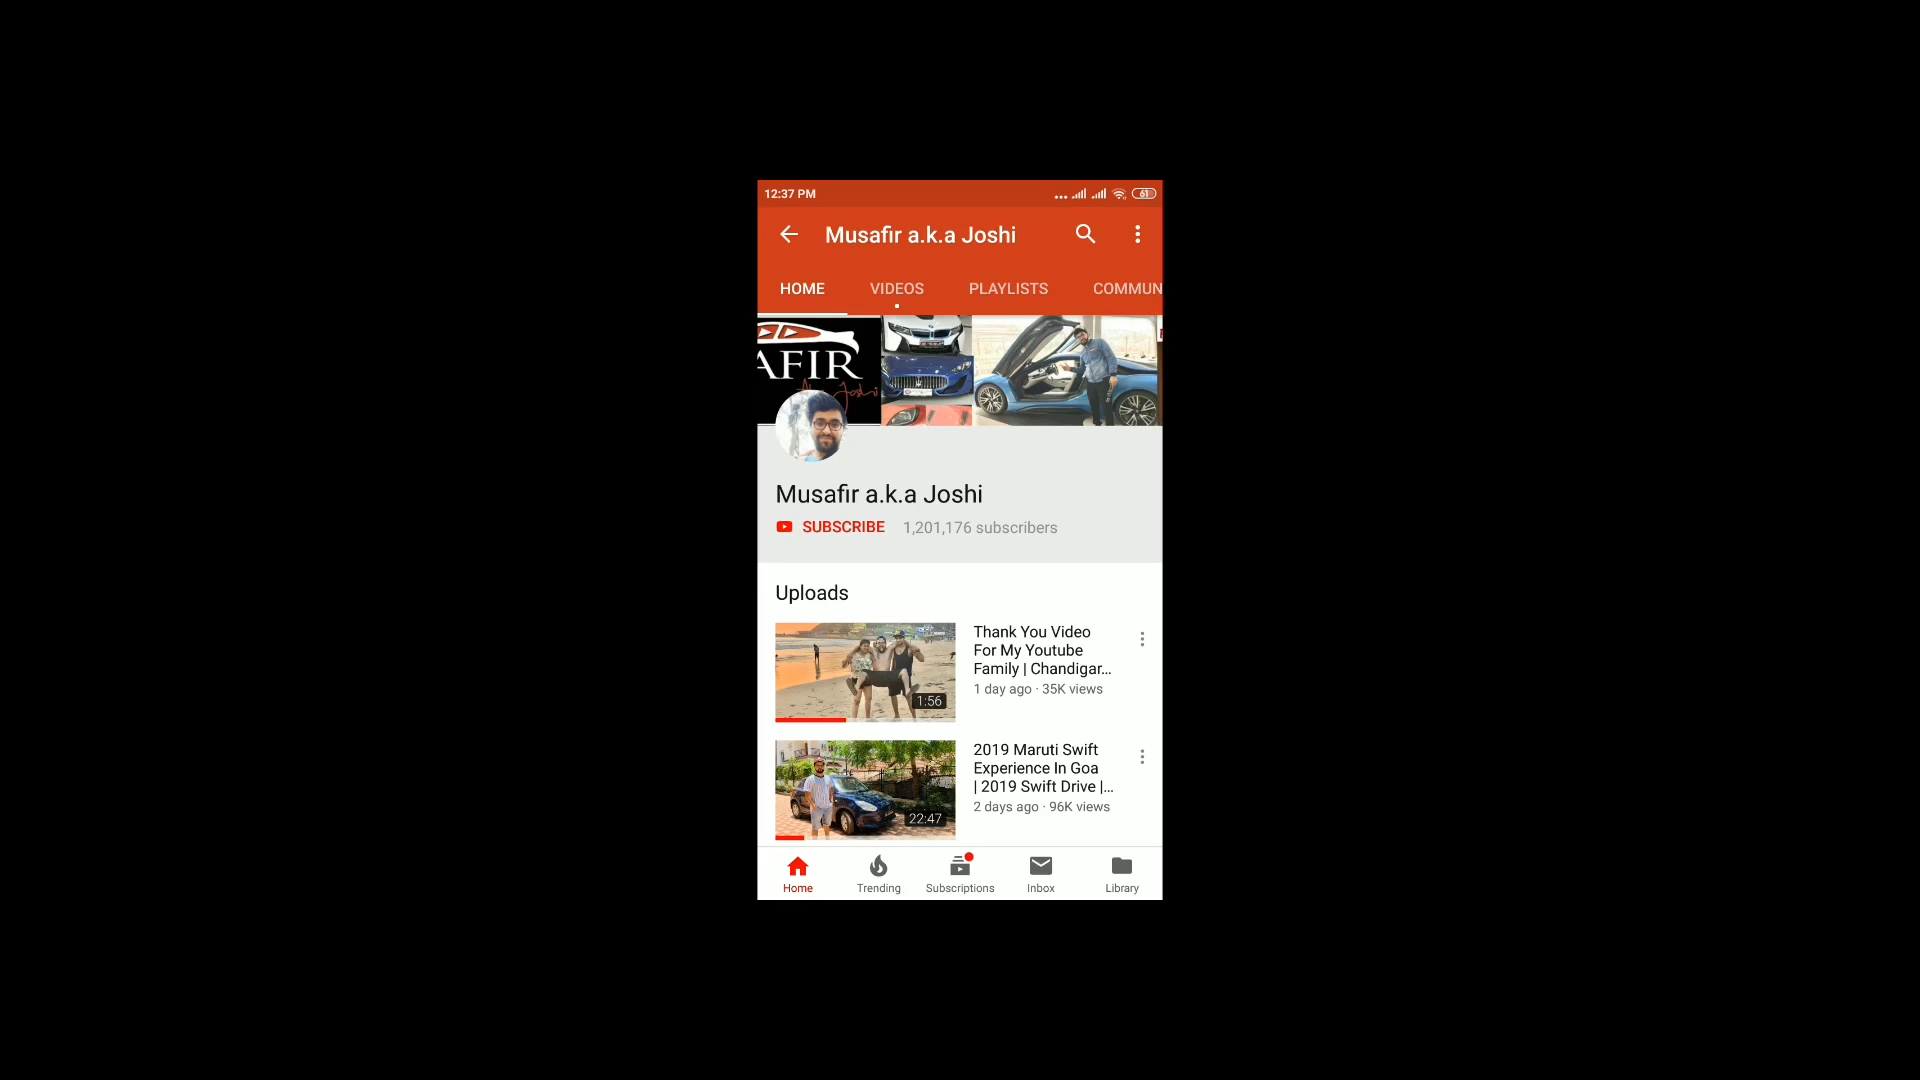 12:37 PM
61
Musafir a.k.a Joshi
HOME VIDEOS PLAYLISTS COMMUN
AFIR
Joshi
Musafir a.k.a Joshi
SUBSCRIBE 1,201,176 subscribers
Uploads
Thank You Video
For My Youtube
Family | Chandigar...
1 day ago · 35K views
1:56
2019 Maruti Swift
Experience In Goa
| 2019 Swift Drive |...
2 days ago · 96K views
22:47
Home Trending Subscriptions Inbox Library